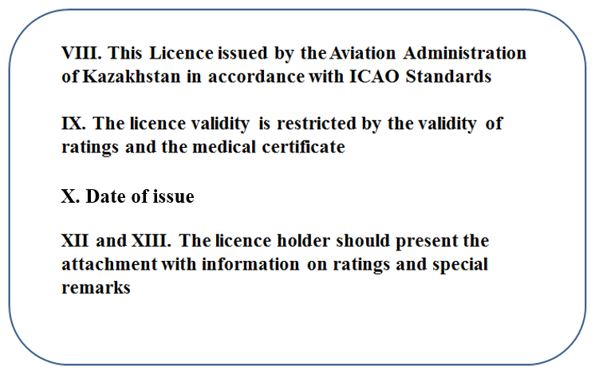 VIII. This Licence issued by the Aviation Administration
of Kazakhstan in accordance with ICAO Standards
IX. The licence validity is restricted by the validity of
ratings and the medical certificate
X. Date of issue
XII and XIII. The licence holder should present the
attachment with information on ratings and special
remarks